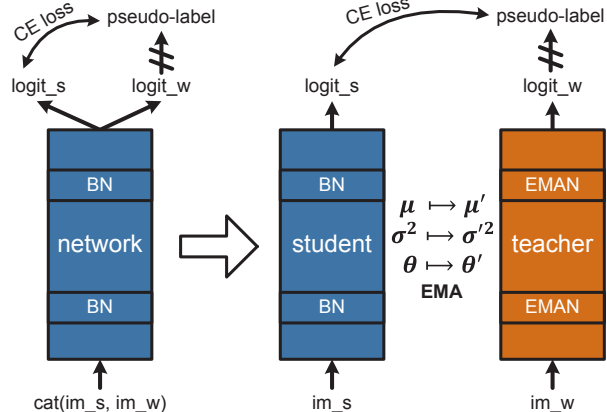 CE loss
pseudo-label
logit_s
logit_w
BN
network
BN
cat(im_s, im_w)
CE loss
pseudo-label
logit_s
logit_w
BN
student
BN
im_s
μ ↦ μ′
σ² ↦ σ′²
θ ↦ θ′
EMA
EMAN
teacher
EMAN
im_w